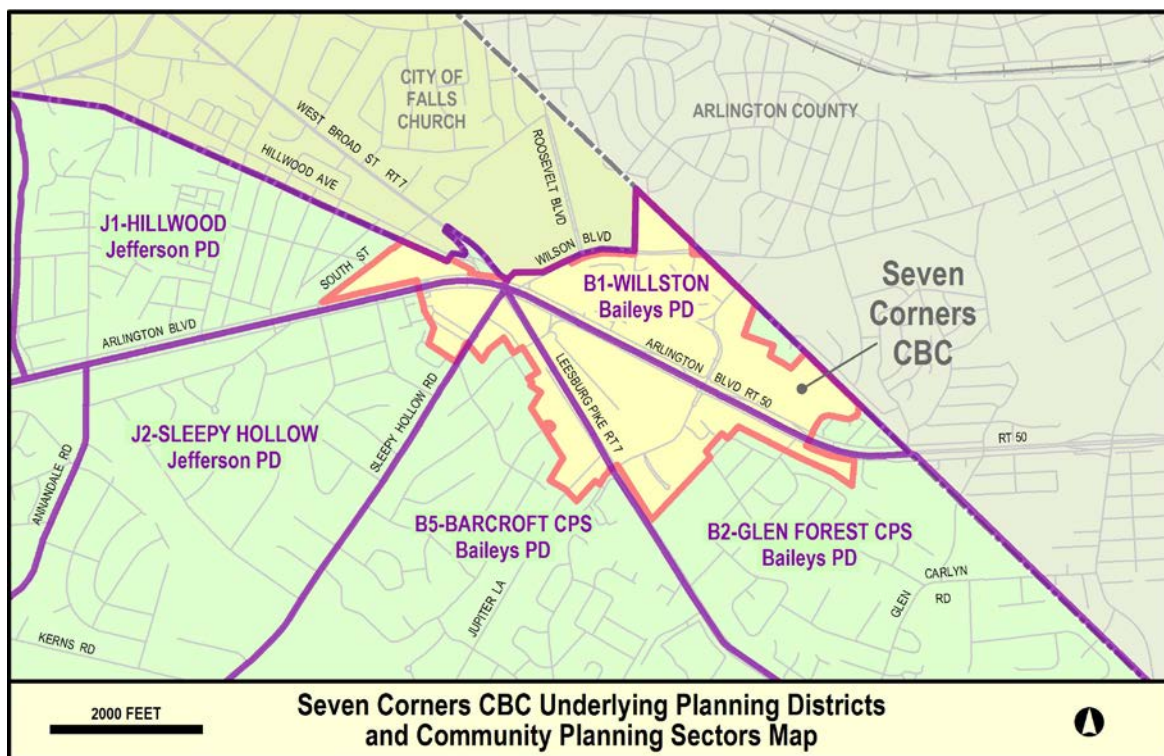 CITY OF
FALLS
CHURCH
ARLINGTON COUNTY
WEST BROAD ST RT 7
ROOSEVELT BLVD
HILLWOOD AVE
J1-HILLWOOD
Jefferson PD
SOUTH ST
WILSON BLVD
B1-WILLSTON
Baileys PD
Seven
Corners
CBC
ARLINGTON BLVD
ARLINGTON BLVD RT 50
LEESBURG PIKE RT 7
SLEEPY HOLLOW RD
J2-SLEEPY HOLLOW
Jefferson PD
RT 50
ANNANDALE RD
B5-BARCROFT CPS
Baileys PD
B2-GLEN FOREST CPS
Baileys PD
GLEN CARLYN
RD
JUPITER LA
KERNS RD
2000 FEET
Seven Corners CBC Underlying Planning Districts
and Community Planning Sectors Map